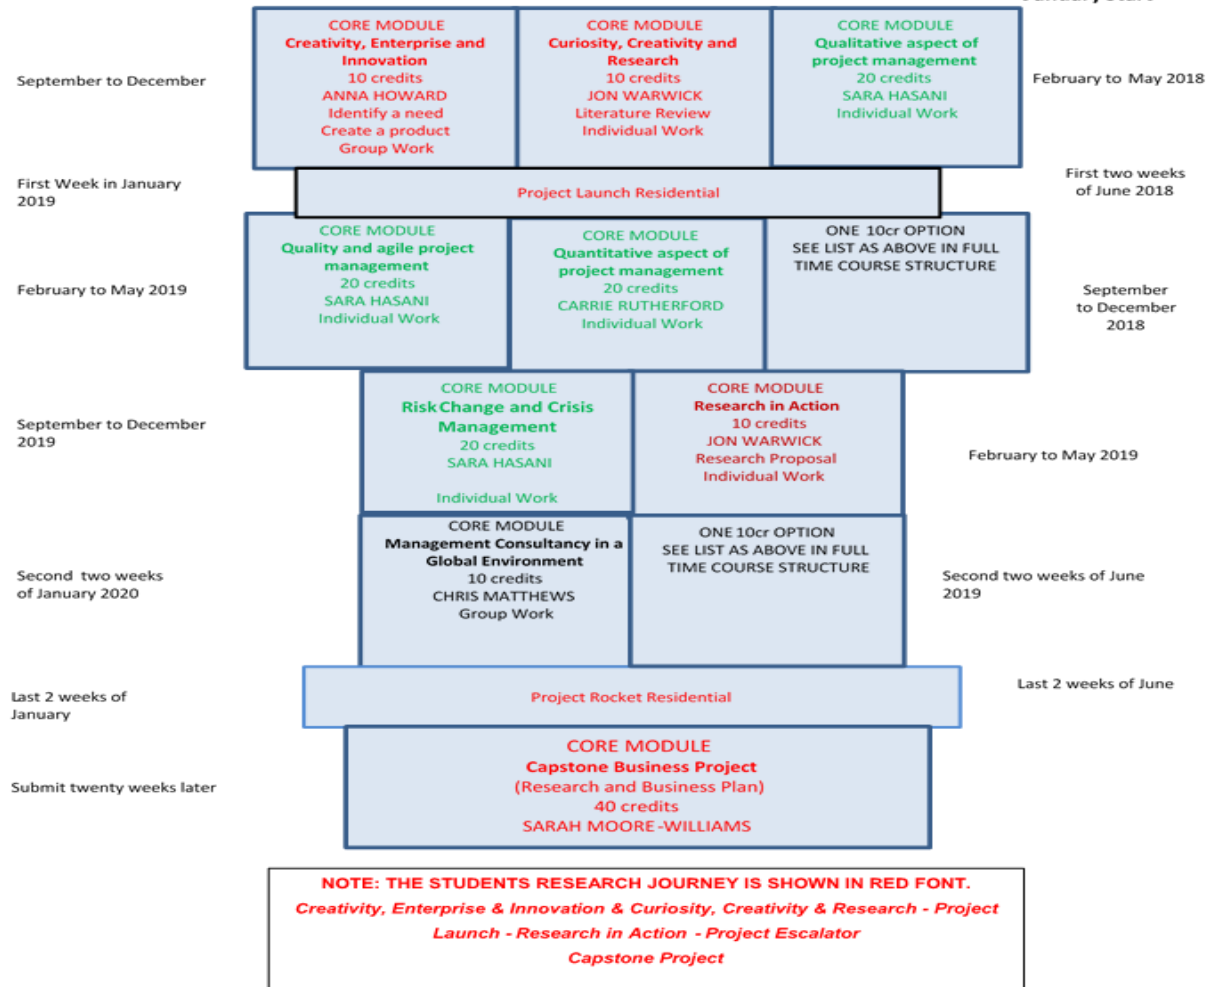 CORE MODULE
Creativity, Enterprise and
Innovation
10 credits
ANNA HOWARD
Identify a need
Create a product
Group Work
CORE MODULE
Curiosity, Creativity and
Research
10 credits
JON WARWICK
Literature Review
Individual Work
CORE MODULE
Qualitative aspect of
project management
20 credits
SARA HASANI
Individual Work
September to December
February to May 2018
First Week in January
2019
Project Launch Residential
First two weeks
of June 2018
February to May 2019
CORE MODULE
Quality and agile project
management
20 credits
SARA HASANI
Individual Work
CORE MODULE
Quantitative aspect of
project management
20 credits
CARRIE RUTHERFORD
Individual Work
ONE 10cr OPTION
SEE LIST AS ABOVE IN FULL
TIME COURSE STRUCTURE
September
to December
2018
September to December
2019
CORE MODULE
Risk Change and Crisis
Management
20 credits
SARA HASANI
Individual Work
CORE MODULE
Research in Action
10 credits
JON WARWICK
Research Proposal
Individual Work
February to May 2019
Second two weeks
of January 2020
CORE MODULE
Management Consultancy in a
Global Environment
10 credits
CHRIS MATTHEWS
Group Work
ONE 10cr OPTION
SEE LIST AS ABOVE IN FULL
TIME COURSE STRUCTURE
Second two weeks of June
2019
Last 2 weeks of
January
Project Rocket Residential
Last 2 weeks of June
Submit twenty weeks later
CORE MODULE
Capstone Business Project
(Research and Business Plan)
40 credits
SARAH MOORE-WILLIAMS
NOTE: THE STUDENTS RESEARCH JOURNEY IS SHOWN IN RED FONT.
Creativity, Enterprise & Innovation & Curiosity, Creativity & Research - Project
Launch - Research in Action - Project Escalator
Capstone Project